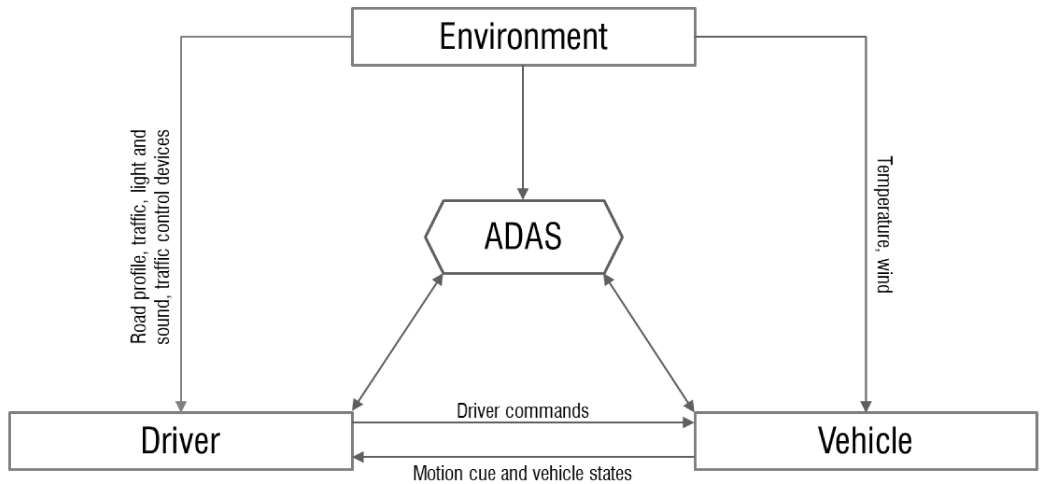 Environment
Road profile, traffic, light and
sound, traffic control devices
Temperature, wind
ADAS
Driver commands
Driver
Vehicle
Motion cue and vehicle states